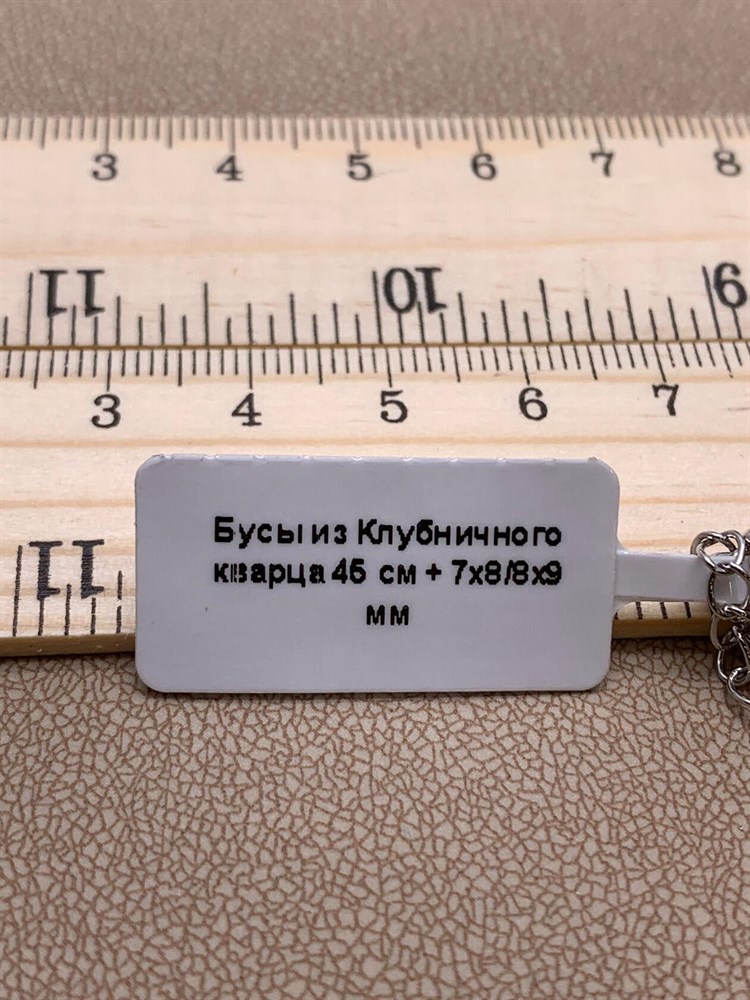 3 4 5 6 7 8
11 10 9
3 4 5 6 7
11
Бусы из Клубничного
кварца 45 см + 7х8/8х9
мм